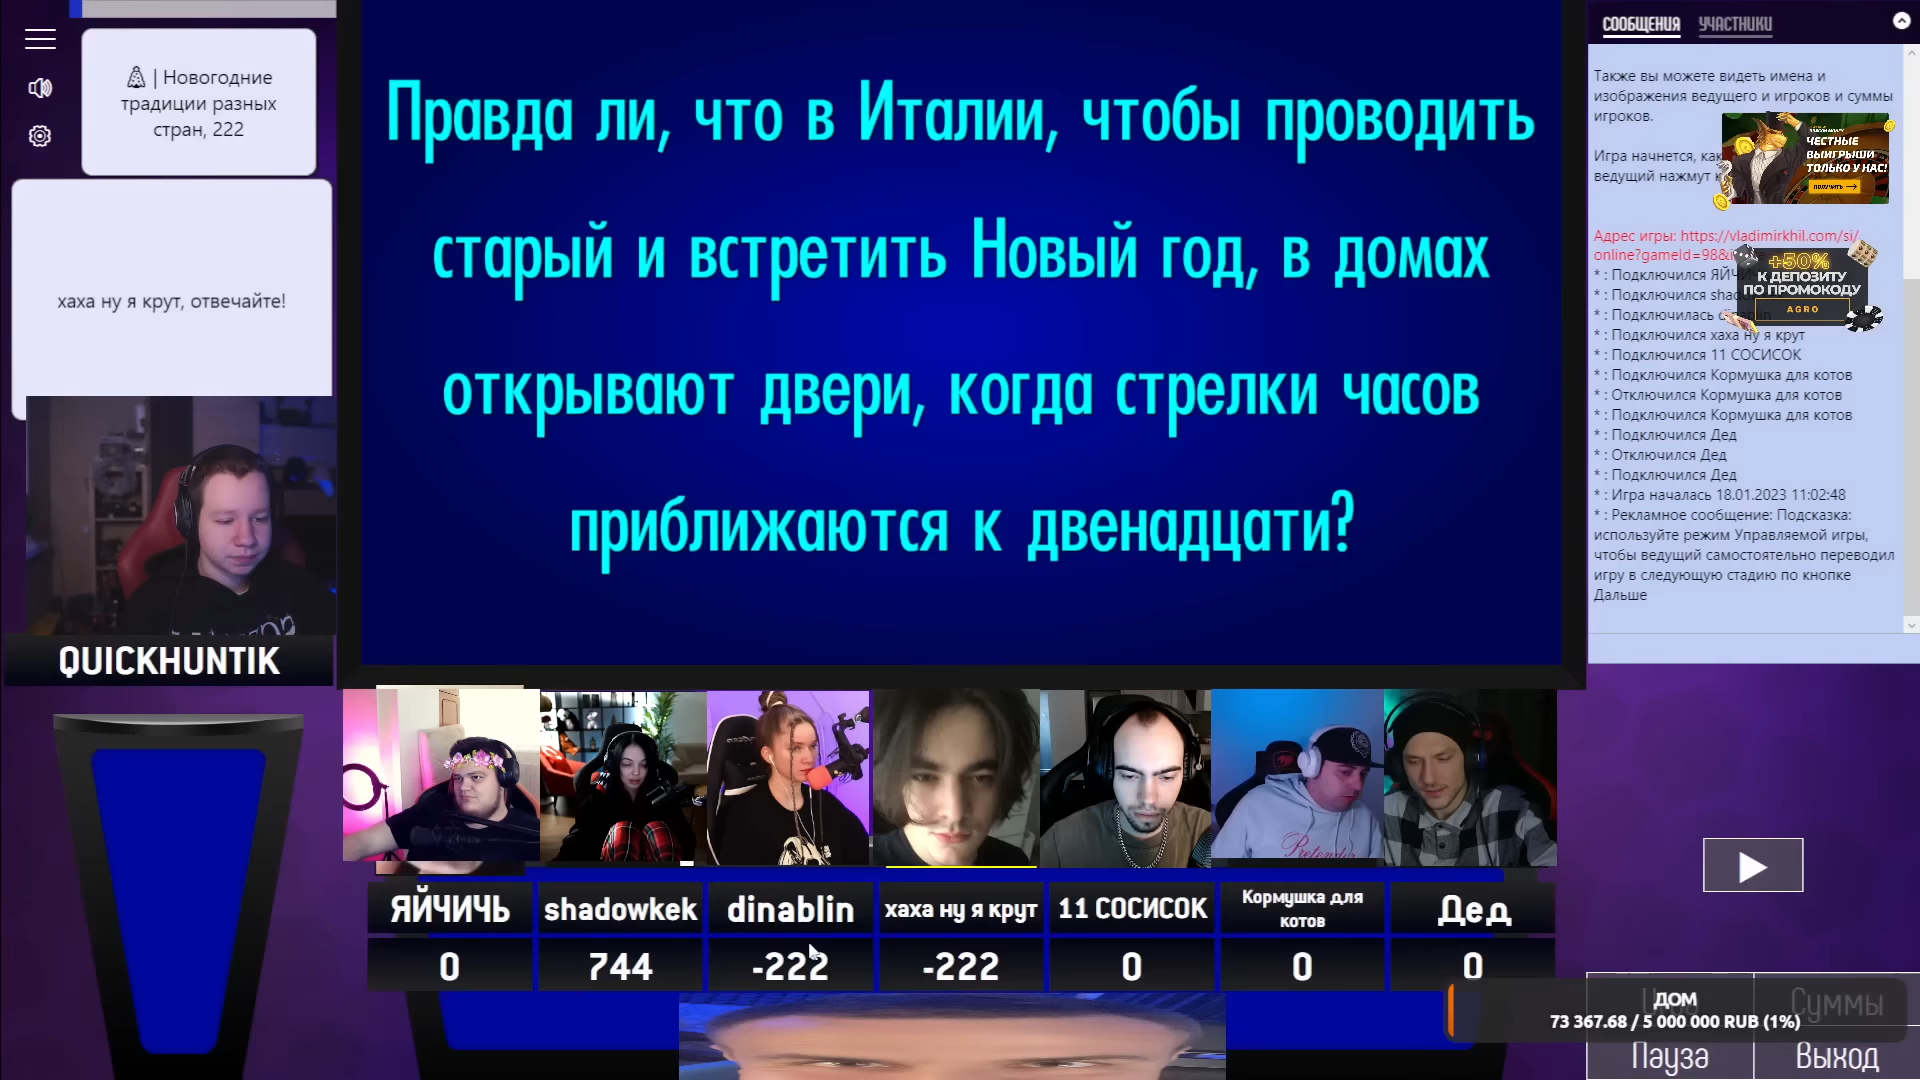 🎄 | Новогодние
традиции разных
стран, 222
хаха ну я крут, отвечайте!
QUICKHUNTIK
Правда ли, что в Италии, чтобы проводить
старый и встретить Новый год, в домах
открывают двери, когда стрелки часов
приближаются к двенадцати?
СООБЩЕНИЯ
УЧАСТНИКИ
Также вы можете видеть имена и
изображения ведущего и игроков и суммы
игроков.
Игра начнется, как
ведущий нажмут к
ЧЕСТНЫЕ
ВЫИГРЫШИ
ТОЛЬКО У НАС!
ПОЛУЧИТЬ
Адрес игры: https://vladimirkhil.com/si/
online?gameId=98&
+50%
К ДЕПОЗИТУ
ПО ПРОМОКОДУ
AGRO
* : Подключился ЯЙЧИ
* : Подключился shad
* : Подключилась
* : Подключился хаха ну я крут
* : Подключился 11 СОСИСОК
* : Подключился Кормушка для котов
* : Отключился Кормушка для котов
* : Подключился Кормушка для котов
* : Подключился Дед
* : Отключился Дед
* : Подключился Дед
* : Игра началась 18.01.2023 11:02:48
* : Рекламное сообщение: Подсказка:
используйте режим Управляемой игры,
чтобы ведущий самостоятельно переводил
игру в следующую стадию по кнопке
Дальше
Pretender
ЯЙЧИЧЬ
shadowkek
dinablin
хаха ну я крут
11 СОСИСОК
Кормушка для
котов
Дед
0
744
-222
-222
0
0
0
ДОМ
73 367.68 / 5 000 000 RUB (1%)
Суммы
Пауза
Выход